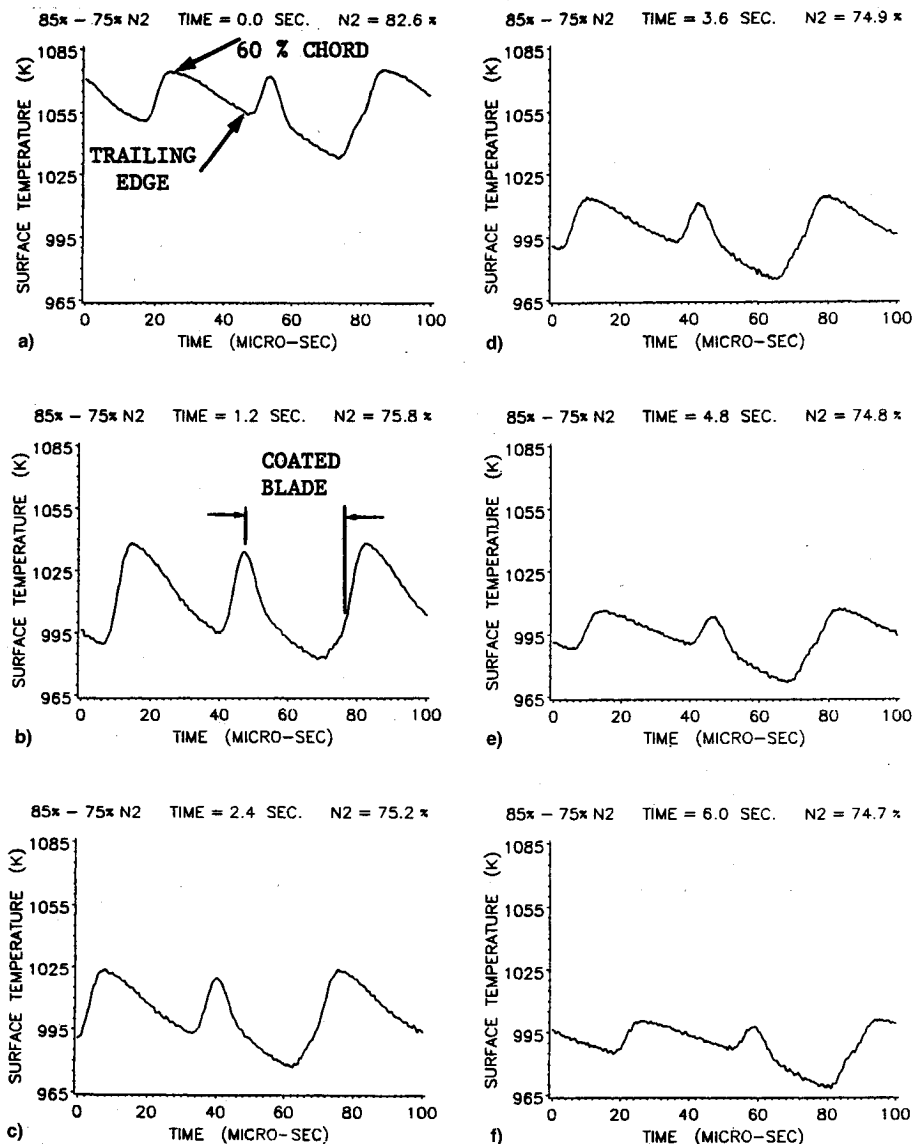 85% – 75% N2 TIME = 0.0 SEC. N2 = 82.6 %
60 % CHORD
TRAILING
EDGE
SURFACE TEMPERATURE (K)
1085
1055
1025
995
965
0 20 40 60 80 100
TIME (MICRO-SEC)
a)
85% – 75% N2 TIME = 1.2 SEC. N2 = 75.8 %
COATED
BLADE
SURFACE TEMPERATURE (K)
1085
1055
1025
995
965
0 20 40 60 80 100
TIME (MICRO-SEC)
b)
85% – 75% N2 TIME = 2.4 SEC. N2 = 75.2 %
SURFACE TEMPERATURE (K)
1085
1055
1025
995
965
0 20 40 60 80 100
TIME (MICRO-SEC)
c)
85% – 75% N2 TIME = 3.6 SEC. N2 = 74.9 %
SURFACE TEMPERATURE (K)
1085
1055
1025
995
965
0 20 40 60 80 100
TIME (MICRO-SEC)
d)
85% – 75% N2 TIME = 4.8 SEC. N2 = 74.8 %
SURFACE TEMPERATURE (K)
1085
1055
1025
995
965
0 20 40 60 80 100
TIME (MICRO-SEC)
e)
85% – 75% N2 TIME = 6.0 SEC. N2 = 74.7 %
SURFACE TEMPERATURE (K)
1085
1055
1025
995
965
0 20 40 60 80 100
TIME (MICRO-SEC)
f)